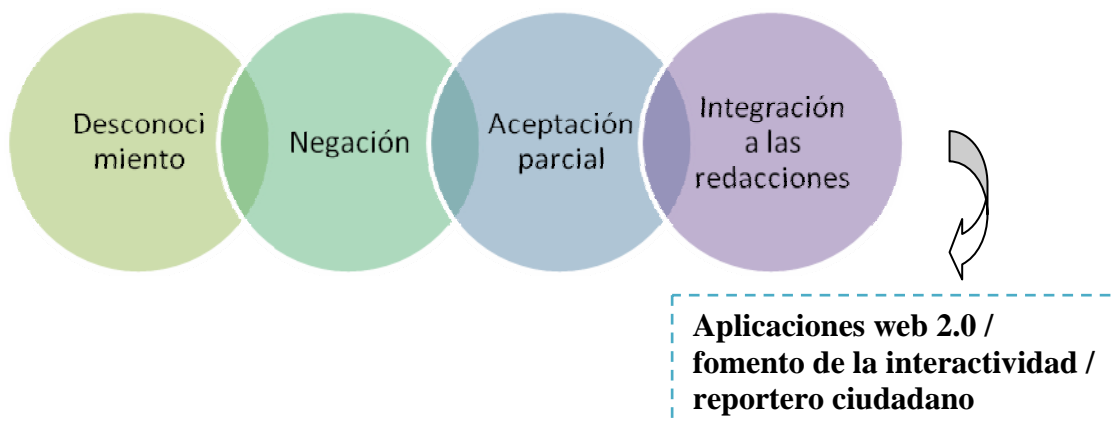 Desconoci
miento
Negación
Aceptación
parcial
Integración
a las
redacciones
Aplicaciones web 2.0 /
fomento de la interactividad /
reportero ciudadano